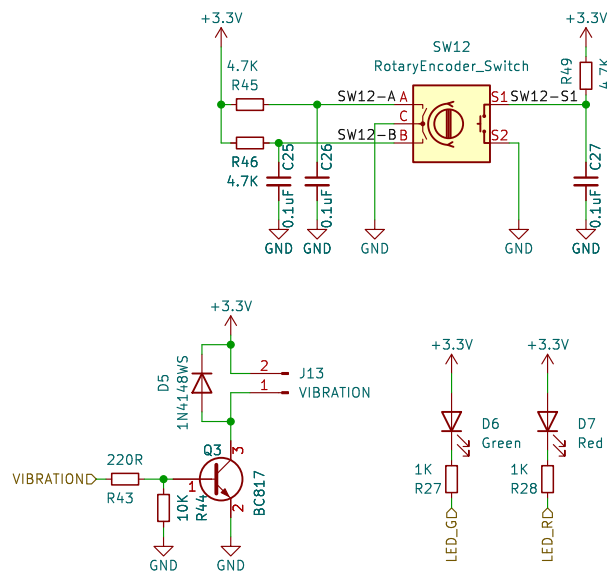 +3.3V
+3.3V
SW12
RotaryEncoder_Switch
4.7K
R45
R49
4.7K
SW12-A
A
S1
SW12-S1
C
SW12-B
B
S2
R46
4.7K
C25
0.1uF
C26
0.1uF
C27
0.1uF
GND
GND
GND
GND
GND
+3.3V
+3.3V
+3.3V
D5
1N4148WS
2
J13
1
VIBRATION
D6
Green
D7
Red
Q3
3
220R
VIBRATION
R43
1
10K
R44
2
BC817
1K
R27
1K
R28
LED_G
LED_R
GND
GND